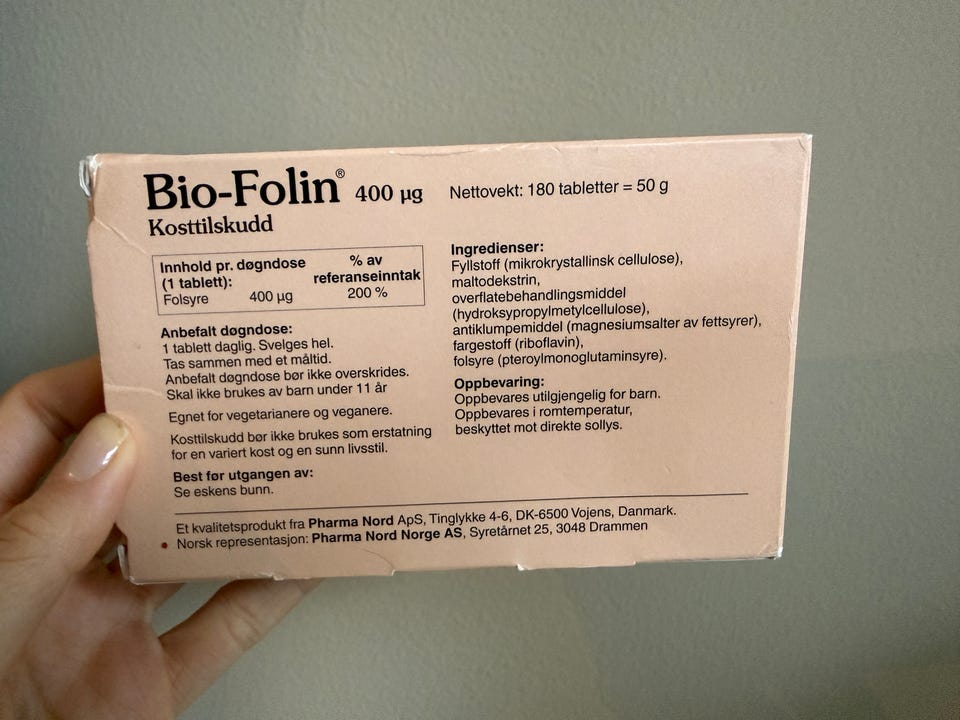 Bio-Folin® 400 µg
Kosttilskudd
Nettovekt: 180 tabletter = 50 g
Innhold pr. døgndose % av
(1 tablett): referanseinntak
Folsyre 400 µg 200 %
Anbefalt døgndose:
1 tablett daglig. Svelges hel.
Tas sammen med et måltid.
Anbefalt døgndose bør ikke overskrides.
Skal ikke brukes av barn under 11 år
Egnet for vegetarianere og veganere.
Kosttilskudd bør ikke brukes som erstatning
for en variert kost og en sunn livsstil.
Best før utgangen av:
Se eskens bunn.
Ingredienser:
Fyllstoff (mikrokrystallinsk cellulose),
maltodekstrin,
overflatebehandlingsmiddel
(hydroksypropylmetylcellulose),
antiklumpemiddel (magnesiumsalter av fettsyrer),
fargestoff (riboflavin),
folsyre (pteroylmonoglutaminsyre).
Oppbevaring:
Oppbevares utilgjengelig for barn.
Oppbevares i romtemperatur,
beskyttet mot direkte sollys.
Et kvalitetsprodukt fra Pharma Nord ApS, Tinglykke 4-6, DK-6500 Vojens, Danmark.
Norsk representasjon: Pharma Nord Norge AS, Syretårnet 25, 3048 Drammen